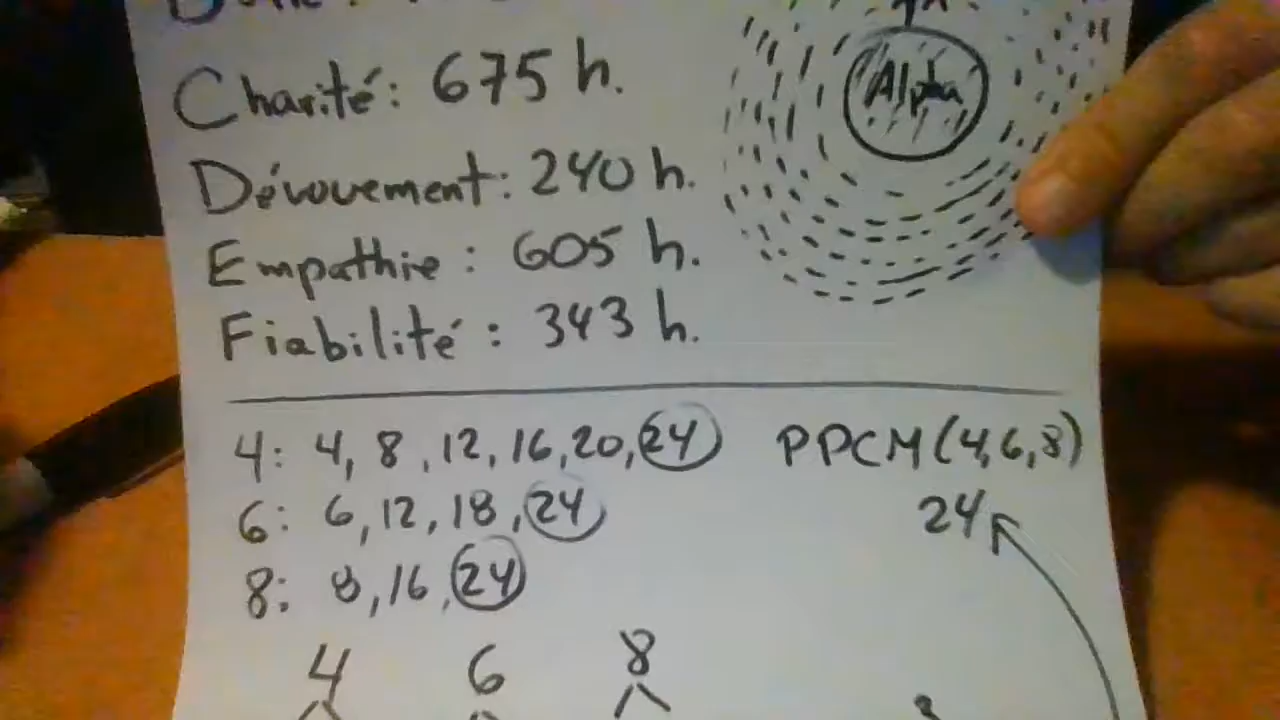 Alpha
Charité: 675 h.
Dévouement: 240 h.
Empathie: 605 h.
Fiabilité: 343 h.
4: 4, 8, 12, 16, 20, 24 PPCM(4,6,8)
6: 6, 12, 18, 24 24
8: 8, 16, 24
4 6 8